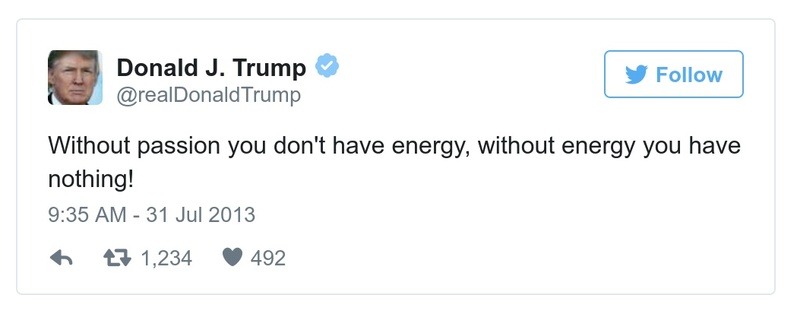 Donald J. Trump
@realDonaldTrump
Follow
Without passion you don't have energy, without energy you have
nothing!
9:35 AM - 31 Jul 2013
1,234 492